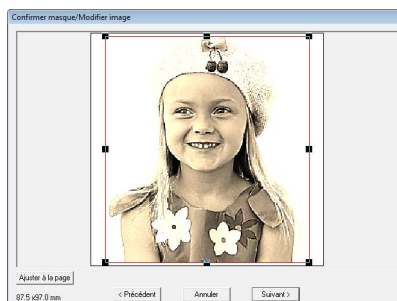 Confirmer masque/Modifier image
Ajuster à la page
87.5 x97.0 mm
< Précédent
Annuler
Suivant >